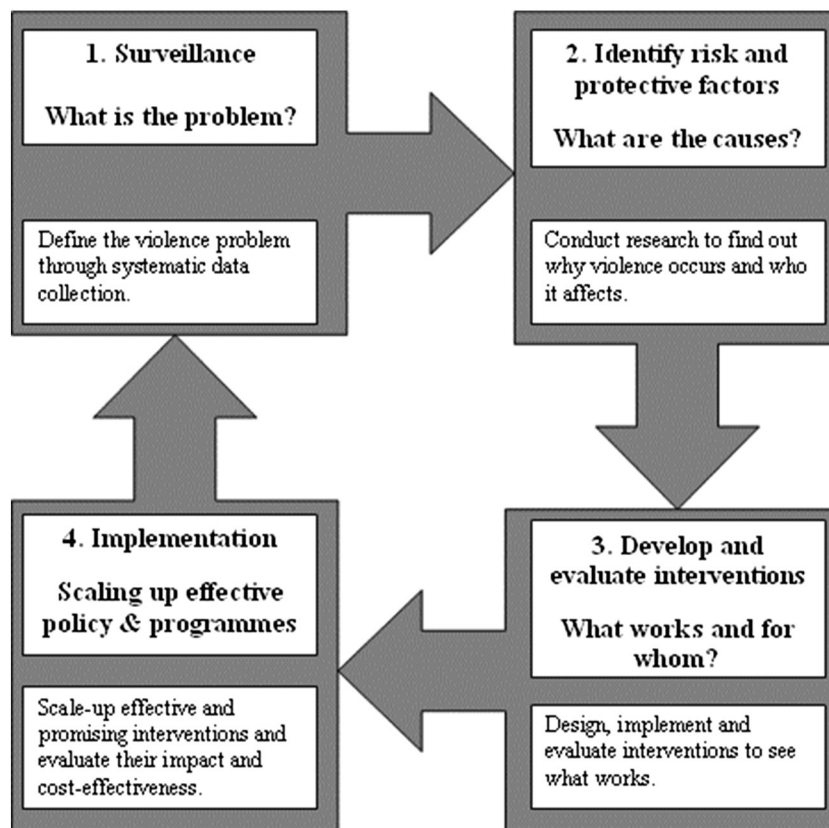 1. Surveillance
What is the problem?
Define the violence problem
through systematic data
collection.
2. Identify risk and
protective factors
What are the causes?
Conduct research to find out
why violence occurs and who
it affects.
3. Develop and
evaluate interventions
What works and for
whom?
Design, implement and
evaluate interventions to see
what works.
4. Implementation
Scaling up effective
policy & programmes
Scale-up effective and
promising interventions and
evaluate their impact and
cost-effectiveness.